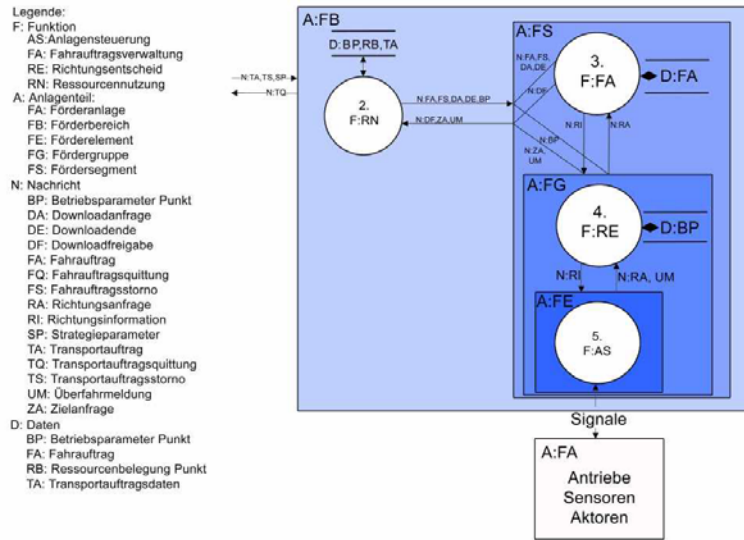 Legende:
F: Funktion
AS:Anlagensteuerung
FA: Fahrauftragsverwaltung
RE: Richtungsentscheid
RN: Ressourcennutzung
A: Anlagenteil:
FA: Förderanlage
FB: Förderbereich
FE: Förderelement
FG: Fördergruppe
FS: Fördersegment
N: Nachricht
BP: Betriebsparameter Punkt
DA: Downloadanfrage
DE: Downloadende
DF: Downloadfreigabe
FA: Fahrauftrag
FQ: Fahrauftragsquittung
FS: Fahrauftragsstorno
RA: Richtungsanfrage
RI: Richtungsinformation
SP: Strategieparameter
TA: Transportauftrag
TQ: Transportauftragsquittung
TS: Transportauftragsstorno
UM: Überfahrmeldung
ZA: Zielanfrage
D: Daten
BP: Betriebsparameter Punkt
FA: Fahrauftrag
RB: Ressourcenbelegung Punkt
TA: Transportauftragsdaten
N:TA,TS,SP
N:TQ
A:FB
D:BP,RB,TA
2.
F:RN
N:FA,FS,DA,DE,BP
N:DF,ZA,UM
A:FS
N:FA,FS,
DA,DE
N:DF
3.
F:FA
D:FA
N:RI
N:RA
N:BP
N:ZA,
UM
A:FG
4.
F:RE
D:BP
N:RI
N:RA, UM
A:FE
5.
F:AS
Signale
A:FA
Antriebe
Sensoren
Aktoren